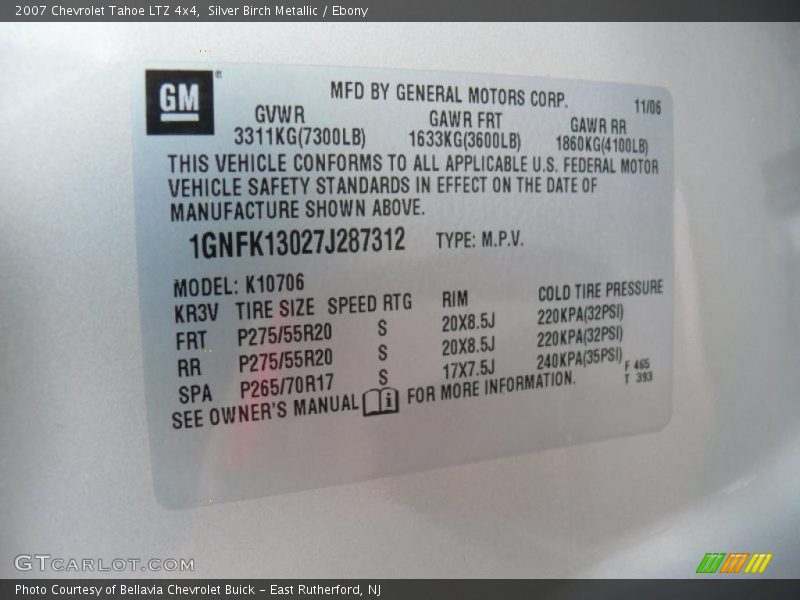 2007 Chevrolet Tahoe LTZ 4x4,  Silver Birch Metallic / Ebony
GM®
MFD BY GENERAL MOTORS CORP. 11/06
GVWR GAWR FRT GAWR RR
3311KG(7300LB) 1633KG(3600LB) 1860KG(4100LB)
THIS VEHICLE CONFORMS TO ALL APPLICABLE U.S. FEDERAL MOTOR
VEHICLE SAFETY STANDARDS IN EFFECT ON THE DATE OF
MANUFACTURE SHOWN ABOVE.
1GNFK13027J287312 TYPE: M.P.V.
MODEL: K10706
KR3V TIRE SIZE SPEED RTG RIM COLD TIRE PRESSURE
FRT P275/55R20 S 20X8.5J 220KPA(32PSI)
RR P275/55R20 S 20X8.5J 220KPA(32PSI)
SPA P265/70R17 S 17X7.5J 240KPA(35PSI) F 465
T 393
SEE OWNER'S MANUAL i FOR MORE INFORMATION.
GTCARLOT.COM
Photo Courtesy of Bellavia Chevrolet Buick - East Rutherford, NJ